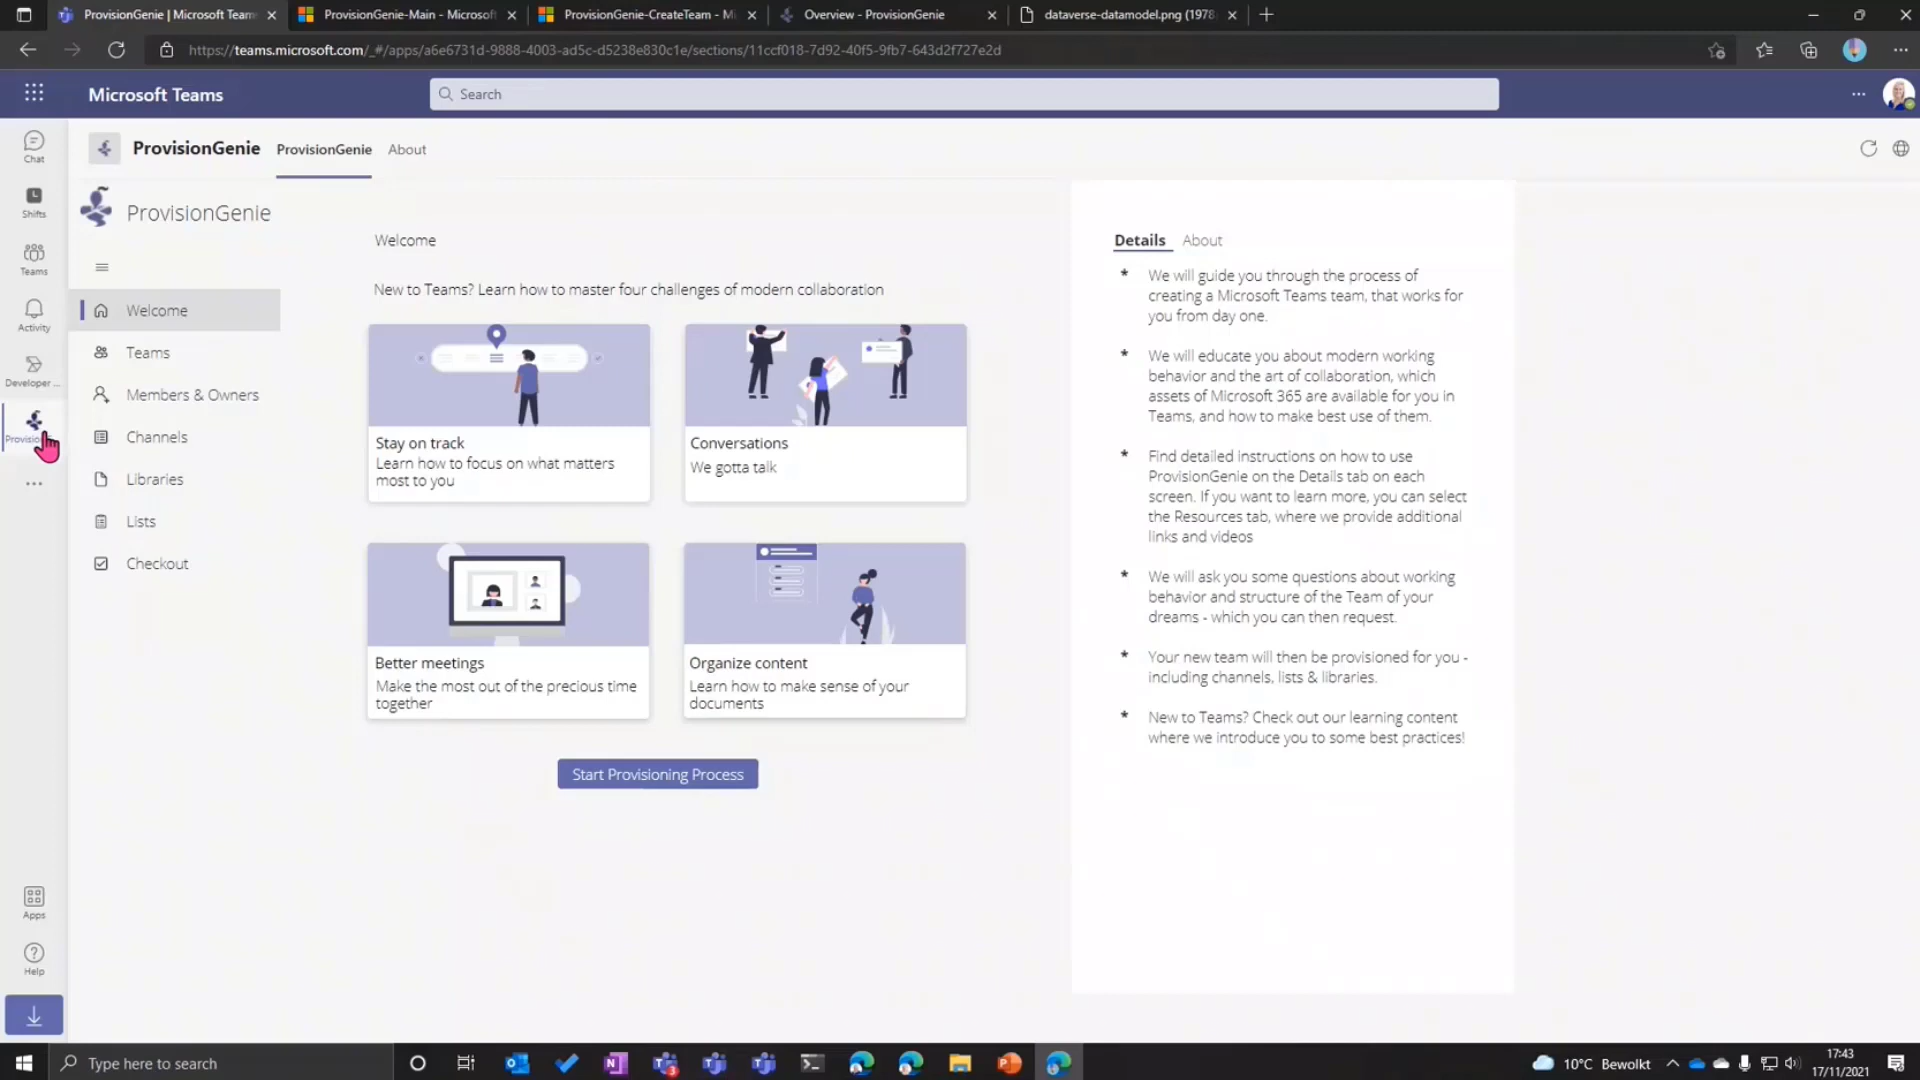 ProvisionGenie | Microsoft Team
ProvisionGenie-Main - Microsoft
ProvisionGenie-CreateTeam - Mi
Overview - ProvisionGenie
dataverse-datamodel.png (1978
https://teams.microsoft.com/_#/apps/a6e6731d-9888-4003-ad5c-d5238e830c1e/sections/11ccf018-7d92-40f5-9fb7-643d2f727e2d
Microsoft Teams
Search
ProvisionGenie
ProvisionGenie
About
Chat
Shifts
Teams
Activity
Developer ...
Provision
Apps
Help
ProvisionGenie
Welcome
Teams
Members & Owners
Channels
Libraries
Lists
Checkout
Welcome
New to Teams? Learn how to master four challenges of modern collaboration
Stay on track
Learn how to focus on what matters
most to you
Conversations
We gotta talk
Better meetings
Make the most out of the precious time
together
Organize content
Learn how to make sense of your
documents
Start Provisioning Process
Details
About
* We will guide you through the process of
creating a Microsoft Teams team, that works for
you from day one.
* We will educate you about modern working
behavior and the art of collaboration, which
assets of Microsoft 365 are available for you in
Teams, and how to make best use of them.
* Find detailed instructions on how to use
ProvisionGenie on the Details tab on each
screen. If you want to learn more, you can select
the Resources tab, where we provide additional
links and videos
* We will ask you some questions about working
behavior and structure of the Team of your
dreams - which you can then request.
* Your new team will then be provisioned for you -
including channels, lists & libraries.
* New to Teams? Check out our learning content
where we introduce you to some best practices!
Type here to search
10°C Bewolkt
17:43
17/11/2021